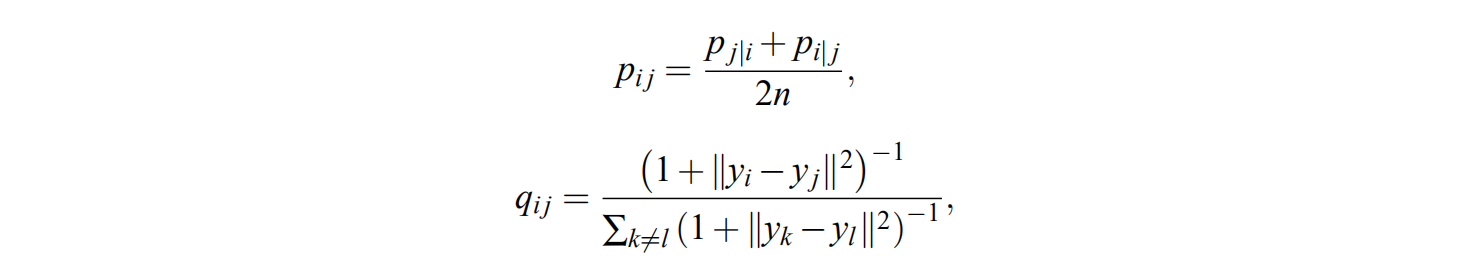 p_{ij} = \frac{p_{j|i} + p_{i|j}}{2n},
q_{ij} = \frac{(1 + \|y_i - y_j\|^2)^{-1}}{\sum_{k \neq l} (1 + \|y_k - y_l\|^2)^{-1}},